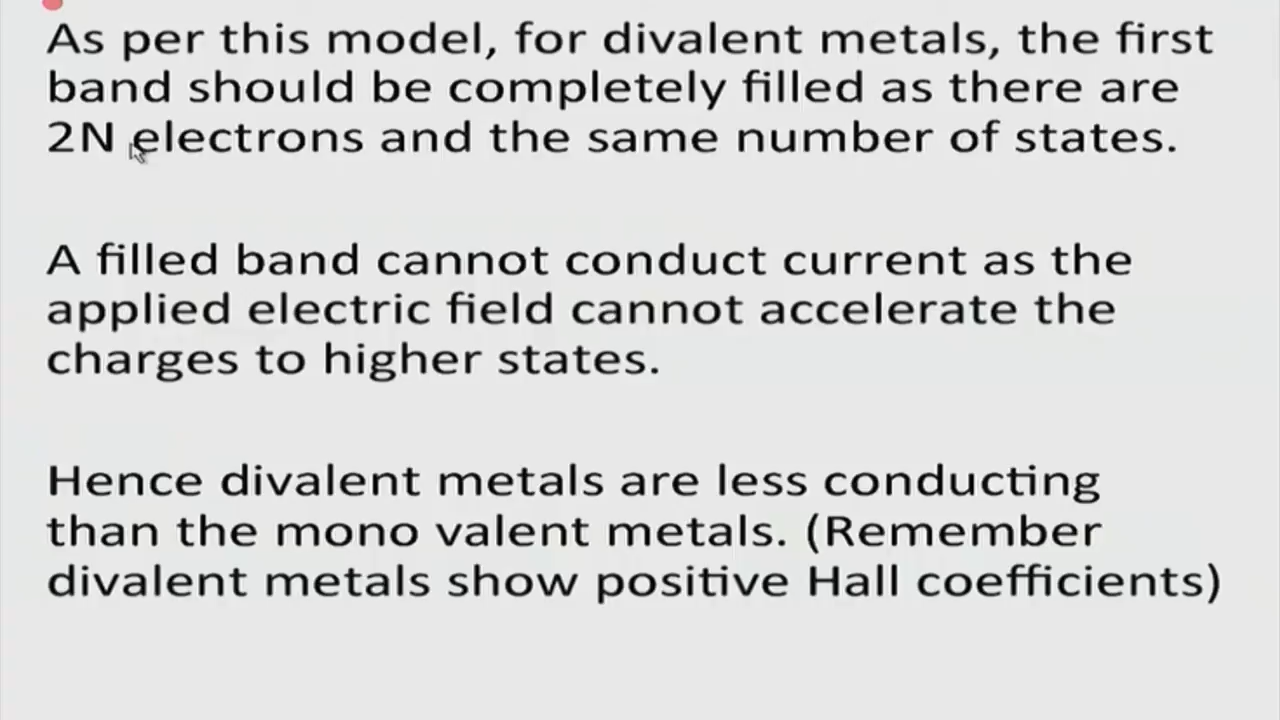 As per this model, for divalent metals, the first
band should be completely filled as there are
2N electrons and the same number of states.
A filled band cannot conduct current as the
applied electric field cannot accelerate the
charges to higher states.
Hence divalent metals are less conducting
than the mono valent metals. (Remember
divalent metals show positive Hall coefficients)